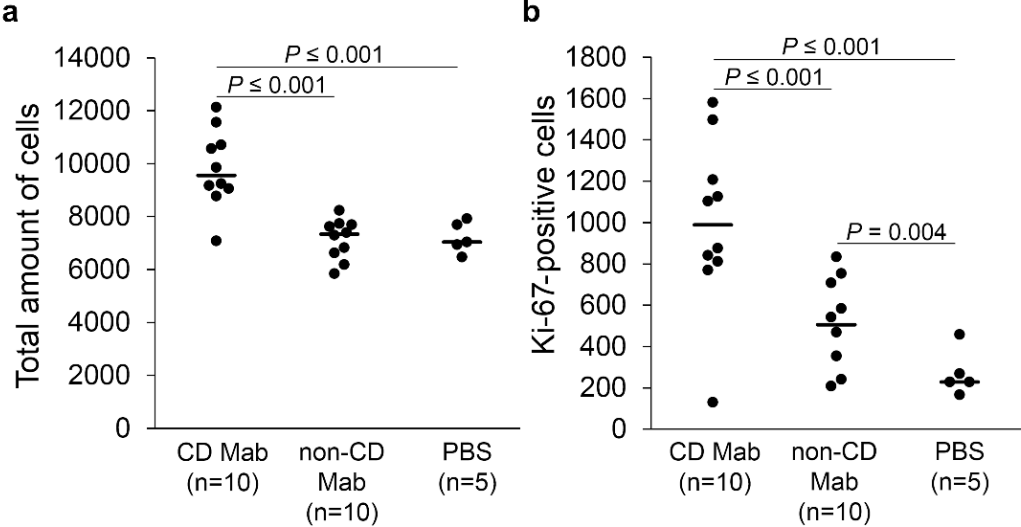 a
Total amount of cells
14000
12000
10000
8000
6000
4000
2000
0
P ≤ 0.001
P ≤ 0.001
CD Mab
(n=10)
non-CD
Mab
(n=10)
PBS
(n=5)
b
Ki-67-positive cells
1800
1600
1400
1200
1000
800
600
400
200
0
P ≤ 0.001
P ≤ 0.001
P = 0.004
CD Mab
(n=10)
non-CD
Mab
(n=10)
PBS
(n=5)